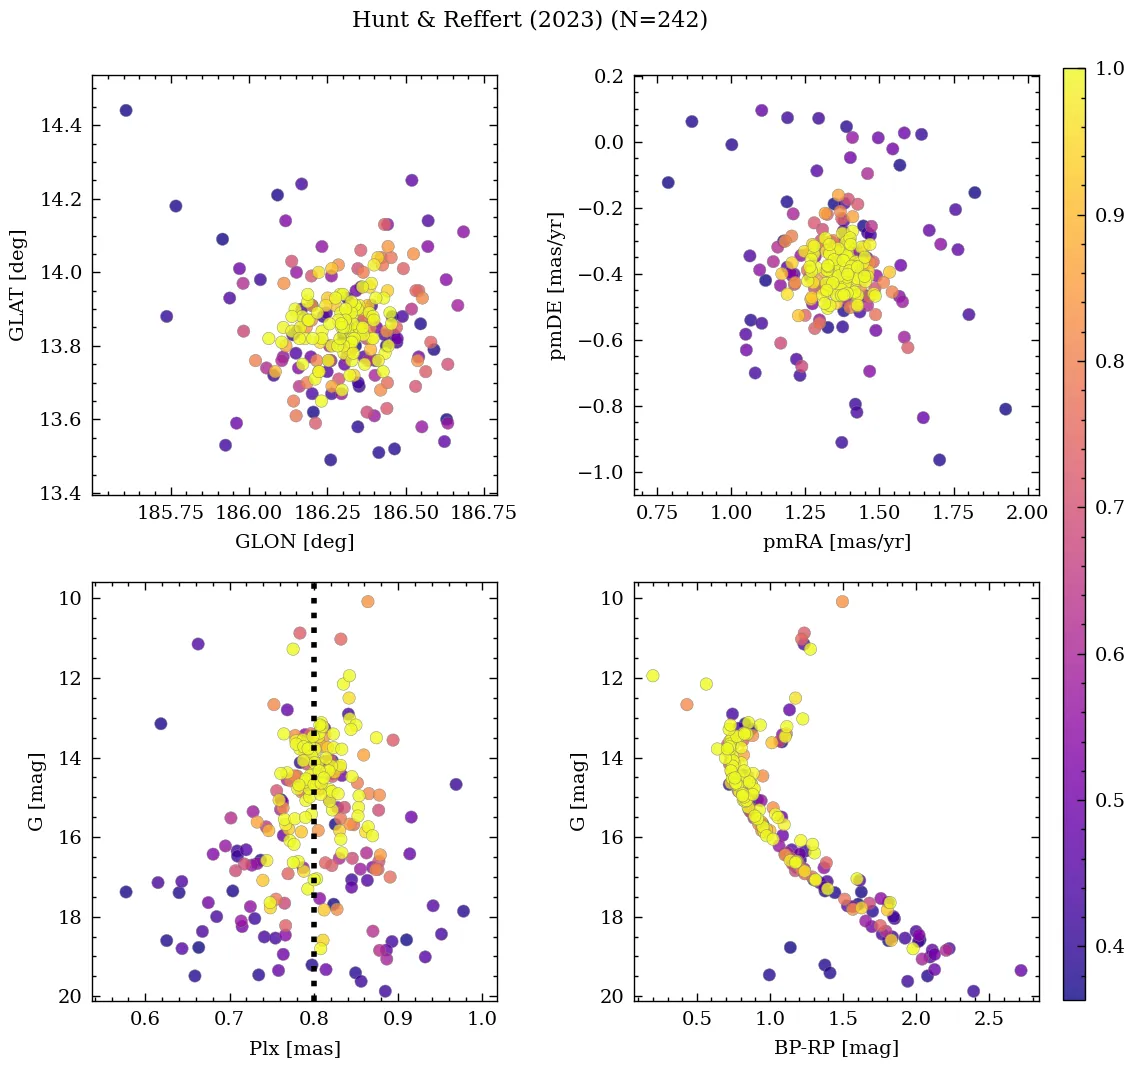 Hunt & Reffert (2023) (N=242)
14.4
14.2
14.0
13.8
13.6
13.4
GLAT [deg]
185.75 186.00 186.25 186.50 186.75
GLON [deg]
0.2
0.0
−0.2
−0.4
−0.6
−0.8
−1.0
pmDE [mas/yr]
0.75 1.00 1.25 1.50 1.75 2.00
pmRA [mas/yr]
10
12
14
16
18
20
G [mag]
0.6 0.7 0.8 0.9 1.0
Plx [mas]
10
12
14
16
18
20
G [mag]
0.5 1.0 1.5 2.0 2.5
BP-RP [mag]
1.0
0.9
0.8
0.7
0.6
0.5
0.4